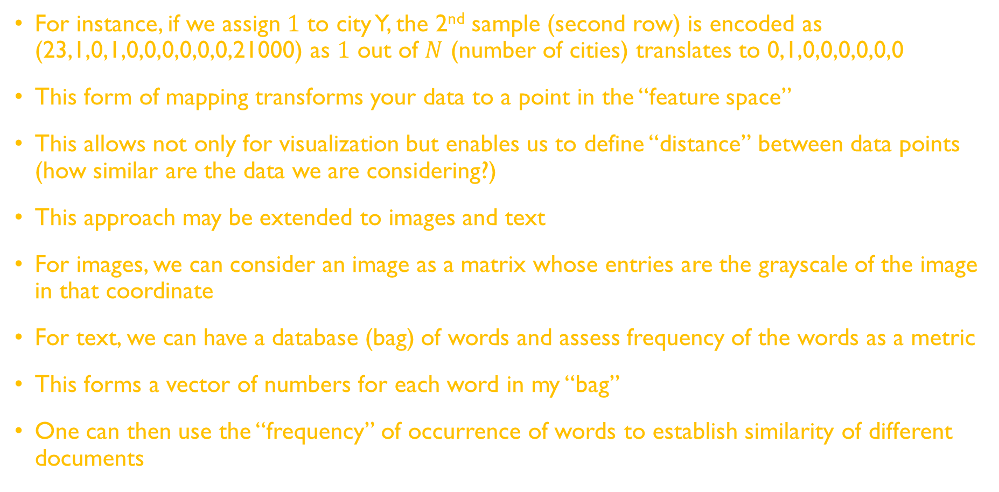 • For instance, if we assign 1 to city Y, the 2nd sample (second row) is encoded as
(23,1,0,1,0,0,0,0,0,0,21000) as 1 out of N (number of cities) translates to 0,1,0,0,0,0,0,0
• This form of mapping transforms your data to a point in the “feature space”
• This allows not only for visualization but enables us to define “distance” between data points
(how similar are the data we are considering?)
• This approach may be extended to images and text
• For images, we can consider an image as a matrix whose entries are the grayscale of the image
in that coordinate
• For text, we can have a database (bag) of words and assess frequency of the words as a metric
• This forms a vector of numbers for each word in my “bag”
• One can then use the “frequency” of occurrence of words to establish similarity of different
documents